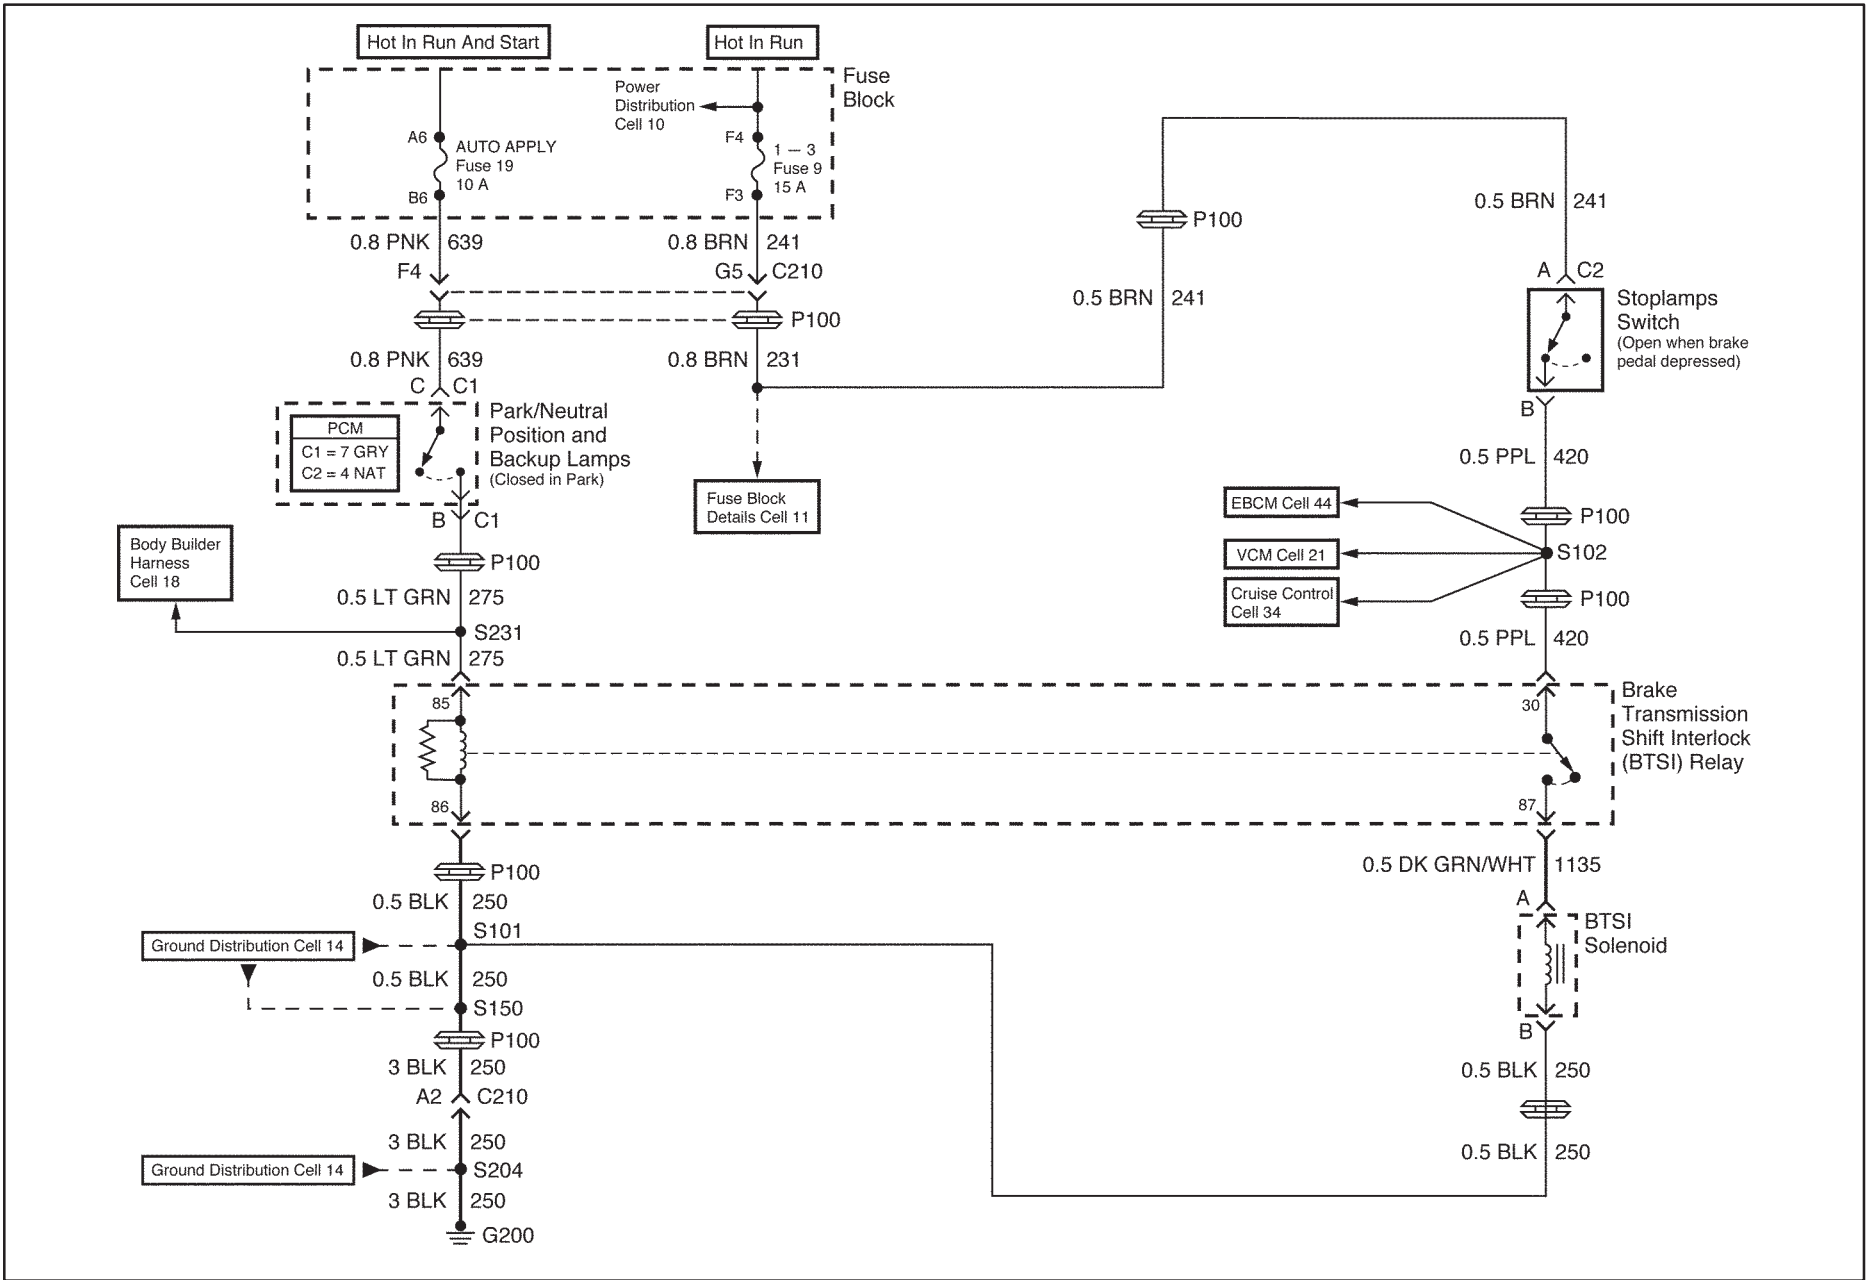 Hot In Run And Start
Hot In Run
Fuse
Block
Power
Distribution
Cell 10
A6
AUTO APPLY
Fuse 19
10 A
B6
F4
1 — 3
Fuse 9
15 A
F3
0.8 PNK 639
0.8 BRN 241
F4
G5 C210
P100
0.8 PNK 639
0.8 BRN 231
C C1
PCM
C1 = 7 GRY
C2 = 4 NAT
Park/Neutral
Position and
Backup Lamps
(Closed in Park)
B C1
Fuse Block
Details Cell 11
P100
0.5 BRN 241
0.5 BRN 241
A C2
Stoplamps
Switch
(Open when brake
pedal depressed)
B
0.5 PPL 420
P100
EBCM Cell 44
VCM Cell 21
Cruise Control
Cell 34
S102
P100
0.5 PPL 420
Body Builder
Harness
Cell 18
P100
0.5 LT GRN 275
S231
0.5 LT GRN 275
85
86
30
87
Brake
Transmission
Shift Interlock
(BTSI) Relay
P100
0.5 BLK 250
S101
Ground Distribution Cell 14
0.5 BLK 250
S150
P100
3 BLK 250
A2 C210
3 BLK 250
Ground Distribution Cell 14
S204
3 BLK 250
G200
0.5 DK GRN/WHT 1135
A
BTSI
Solenoid
B
0.5 BLK 250
0.5 BLK 250